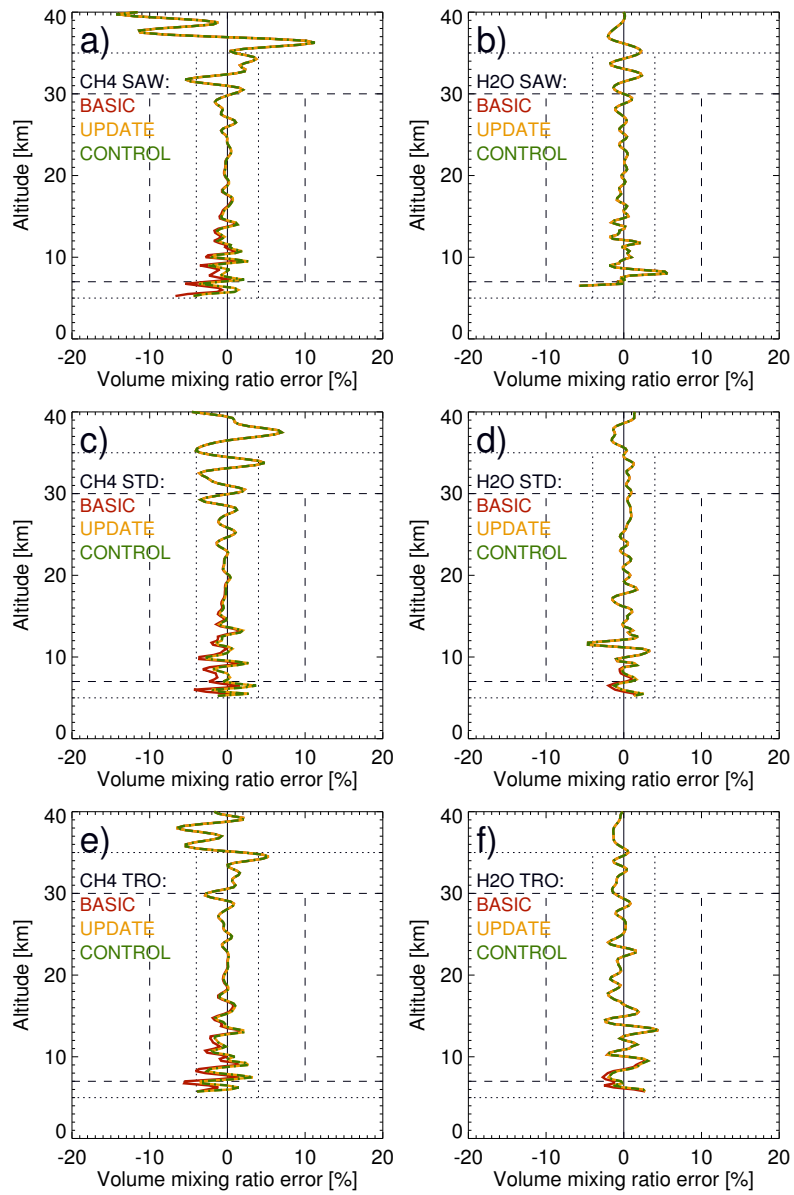 a)
CH4 SAW:
BASIC
UPDATE
CONTROL
40
30
20
10
0
Altitude [km]
-20 -10 0 10 20
Volume mixing ratio error [%]
b)
H2O SAW:
BASIC
UPDATE
CONTROL
40
30
20
10
0
Altitude [km]
-20 -10 0 10 20
Volume mixing ratio error [%]
c)
CH4 STD:
BASIC
UPDATE
CONTROL
40
30
20
10
0
Altitude [km]
-20 -10 0 10 20
Volume mixing ratio error [%]
d)
H2O STD:
BASIC
UPDATE
CONTROL
40
30
20
10
0
Altitude [km]
-20 -10 0 10 20
Volume mixing ratio error [%]
e)
CH4 TRO:
BASIC
UPDATE
CONTROL
40
30
20
10
0
Altitude [km]
-20 -10 0 10 20
Volume mixing ratio error [%]
f)
H2O TRO:
BASIC
UPDATE
CONTROL
40
30
20
10
0
Altitude [km]
-20 -10 0 10 20
Volume mixing ratio error [%]